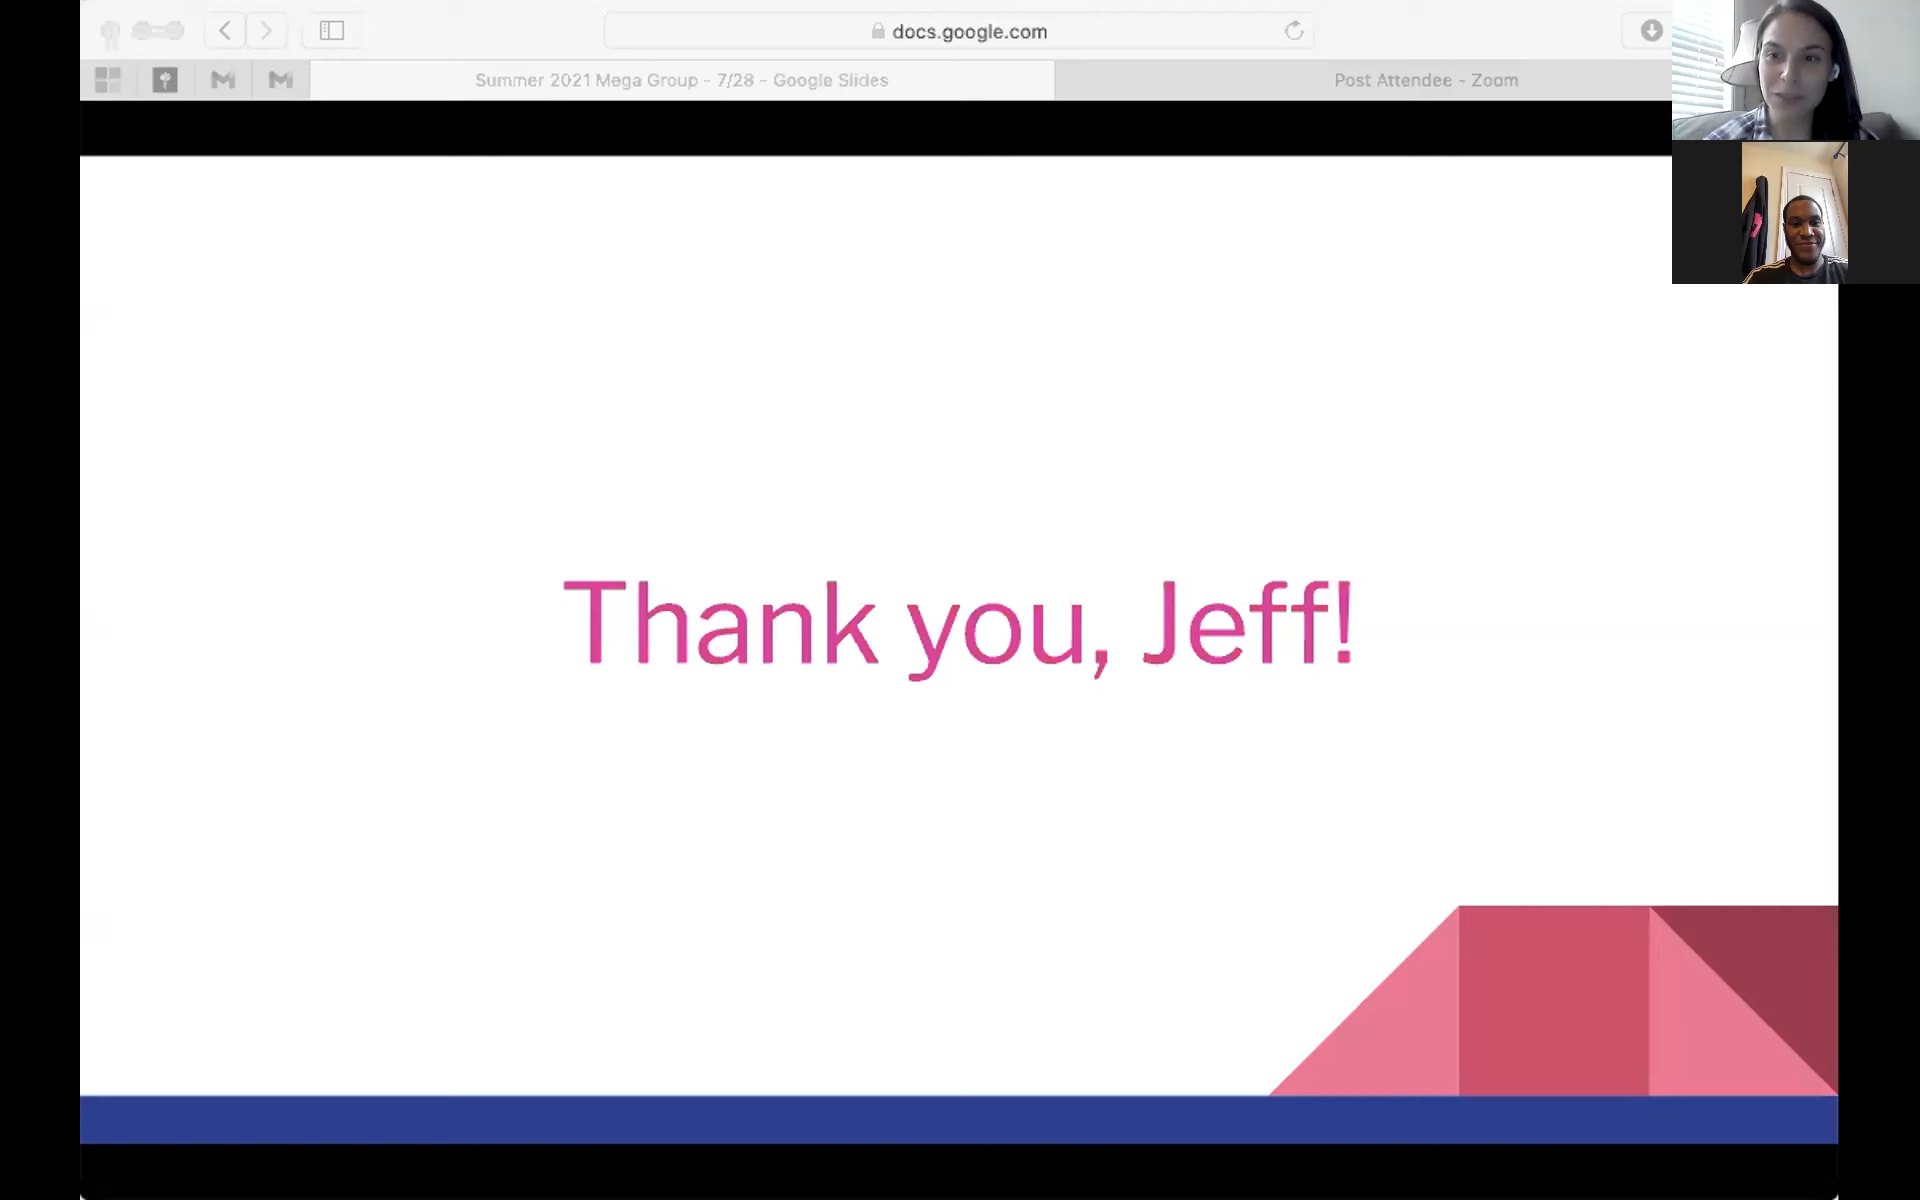 docs.google.com
Summer 2021 Mega Group - 7/28 - Google Slides
Post Attendee - Zoom
Thank you, Jeff!